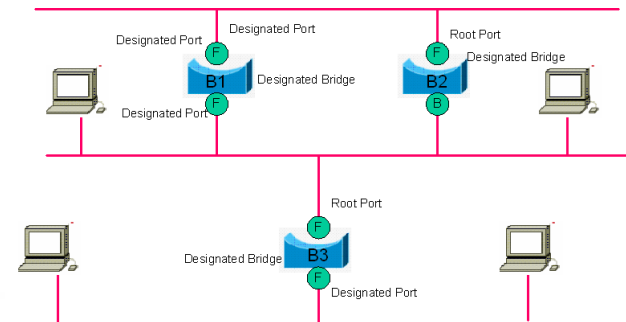 Designated Port
Designated Port
Root Port
F
F
Designated Bridge
B1
Designated Bridge
B2
Designated Port
F
B
Root Port
F
Designated Bridge
B3
F
Designated Port